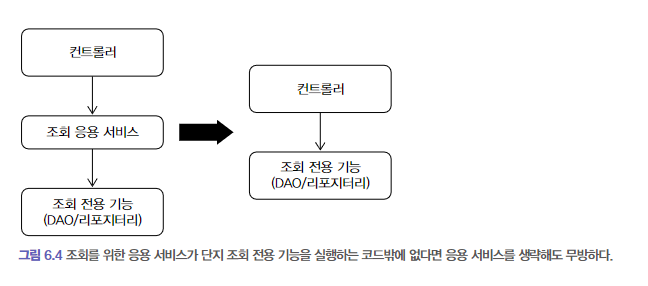 컨트롤러
조회 응용 서비스
조회 전용 기능
(DAO/리포지터리)
컨트롤러
조회 전용 기능
(DAO/리포지터리)
그림 6.4 조회를 위한 응용 서비스가 단지 조회 전용 기능을 실행하는 코드밖에 없다면 응용 서비스를 생략해도 무방하다.